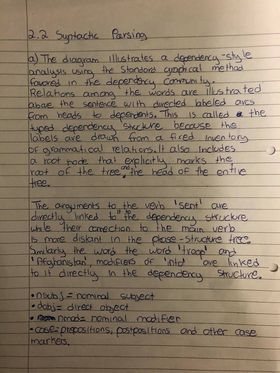 2.2 Syntactic Parsing
a) The diagram illustrates a dependency-style
analysis using the Standard graphical method
favored in the dependency community.
Relations among the words are illustrated
above the sentence with directed labeled arcs
from heads to dependents. This is called a
typed dependency structure because the
labels are drawn from a fixed inventory
of grammatical relations. It also includes
a root node that explicitly marks the
root of the tree, the head of the entire
tree.
The arguments to the verb 'sent' are
directly linked to the dependency structure
while their connection to the main verb
is more distant in the phrase-structure tree.
Similarly the word the word 'troops' and
'Afghanistan', modifiers of 'into' are linked
to it directly in the dependency structure.
• nsubj = nominal subject
• dobj = direct object
• nmod = nominal modifier
• case = prepositions, postpositions and other case
markers.